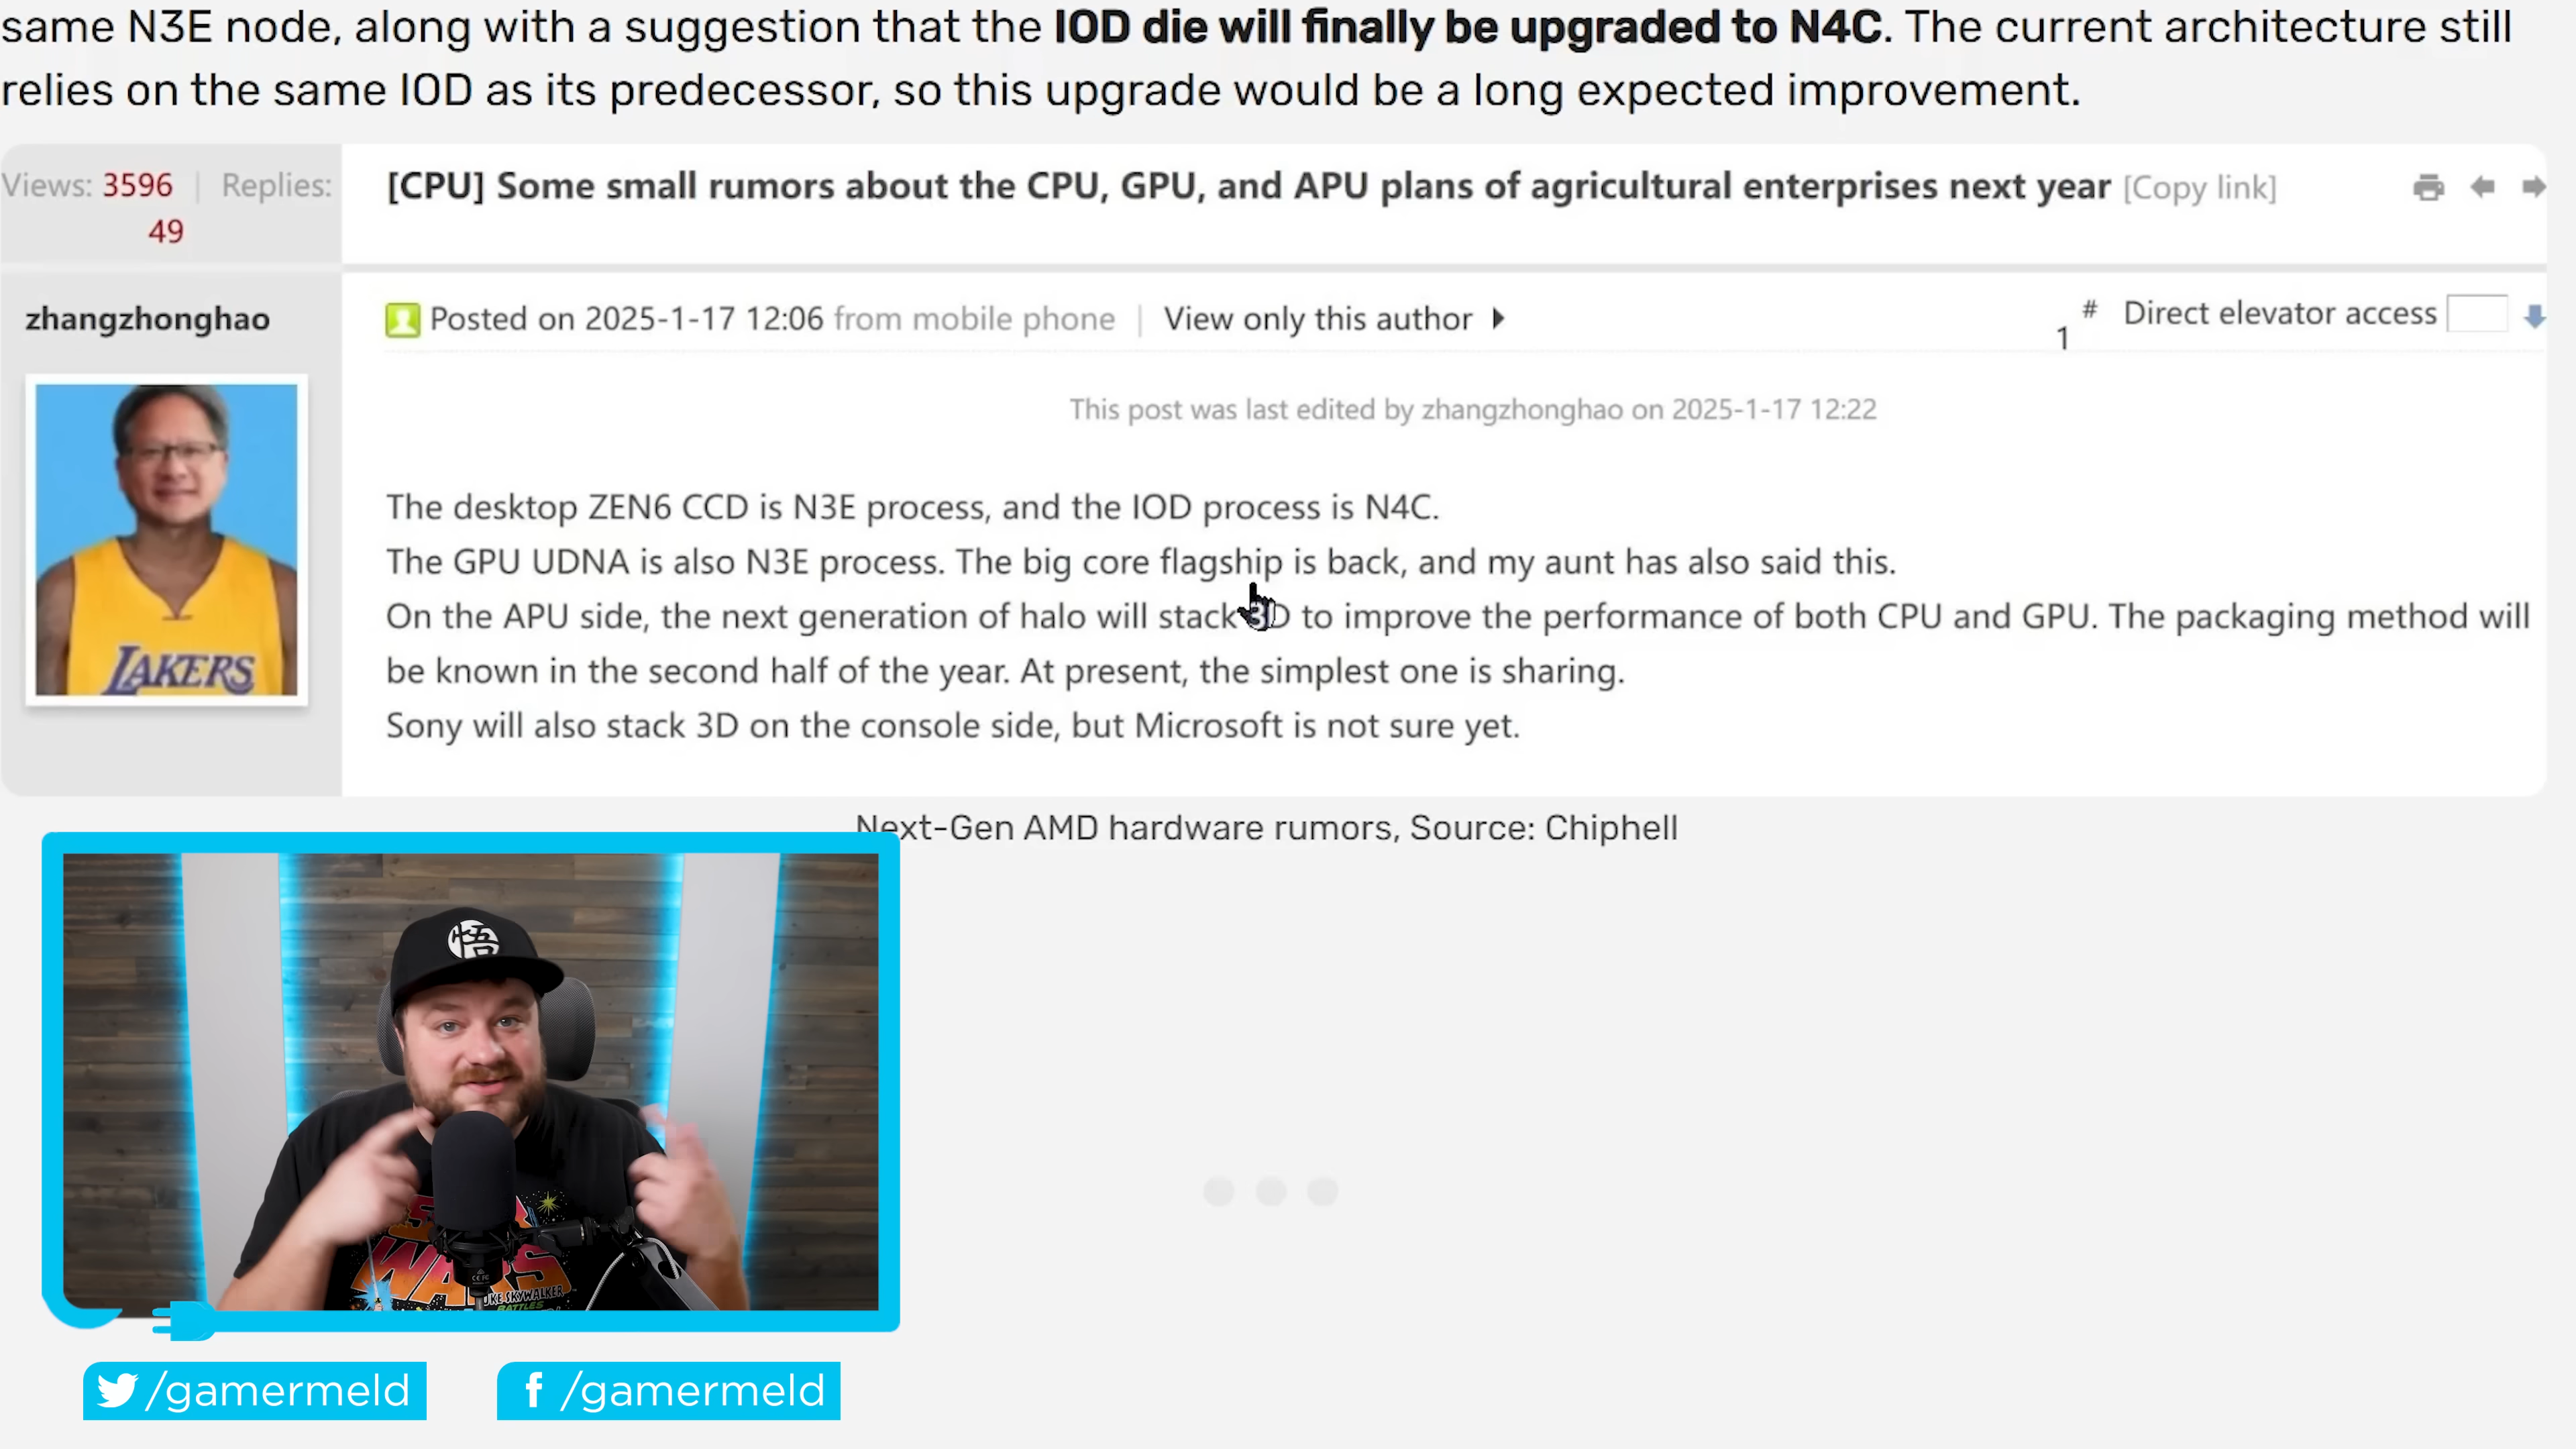 same N3E node, along with a suggestion that the IOD die will finally be upgraded to N4C. The current architecture still
relies on the same IOD as its predecessor, so this upgrade would be a long expected improvement.
Views: 3596 | Replies:
49
[CPU] Some small rumors about the CPU, GPU, and APU plans of agricultural enterprises next year [Copy link]
zhangzhonghao
Posted on 2025-1-17 12:06 from mobile phone | View only this author
1 # Direct elevator access
This post was last edited by zhangzhonghao on 2025-1-17 12:22
The desktop ZEN6 CCD is N3E process, and the IOD process is N4C.
The GPU UDNA is also N3E process. The big core flagship is back, and my aunt has also said this.
On the APU side, the next generation of halo will stack 3D to improve the performance of both CPU and GPU. The packaging method will
be known in the second half of the year. At present, the simplest one is sharing.
Sony will also stack 3D on the console side, but Microsoft is not sure yet.
LAKERS
Next-Gen AMD hardware rumors, Source: Chiphell
悟
WARS
BATTLES
/gamermeld
f /gamermeld